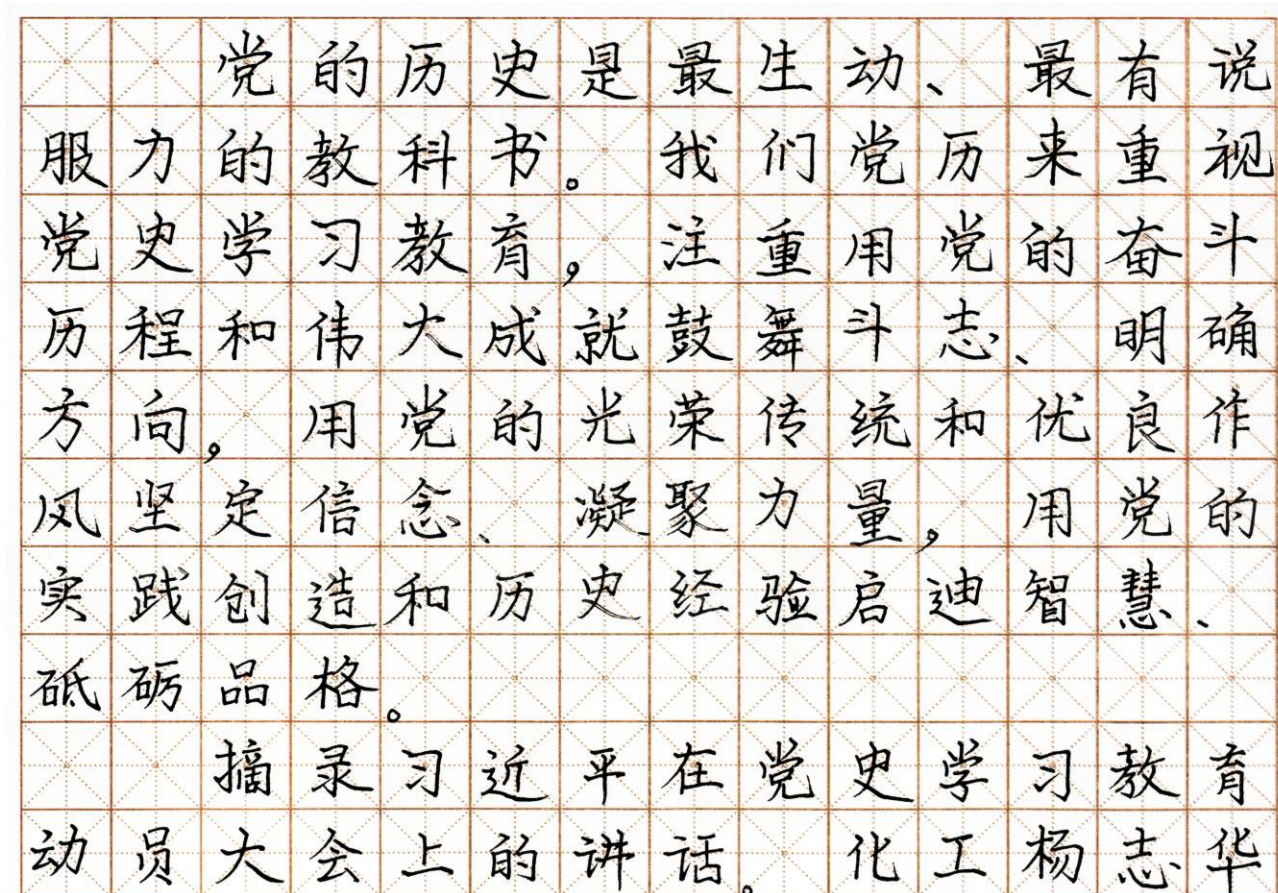 党的历史是最生动、最有说
服力的教科书。我们党历来重视
党史学习教育，注重用党的奋斗
历程和伟大成就鼓舞斗志、明确
方向，用党的光荣传统和优良作
风坚定信念、凝聚力量，用党的
实践创造和历史经验启迪智慧、
砥砺品格。
摘录习近平在党史学习教育
动员大会上的讲话。化工杨志华